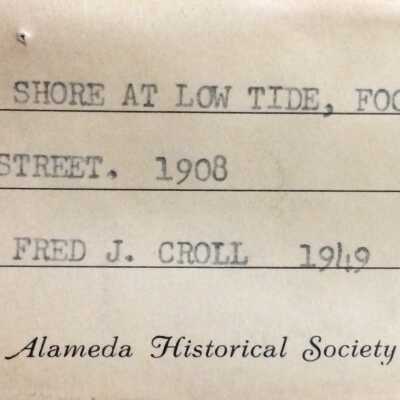 SHORE AT LOW TIDE, FOO
STREET. 1908
FRED J. CROLL 1949
Alameda Historical Society